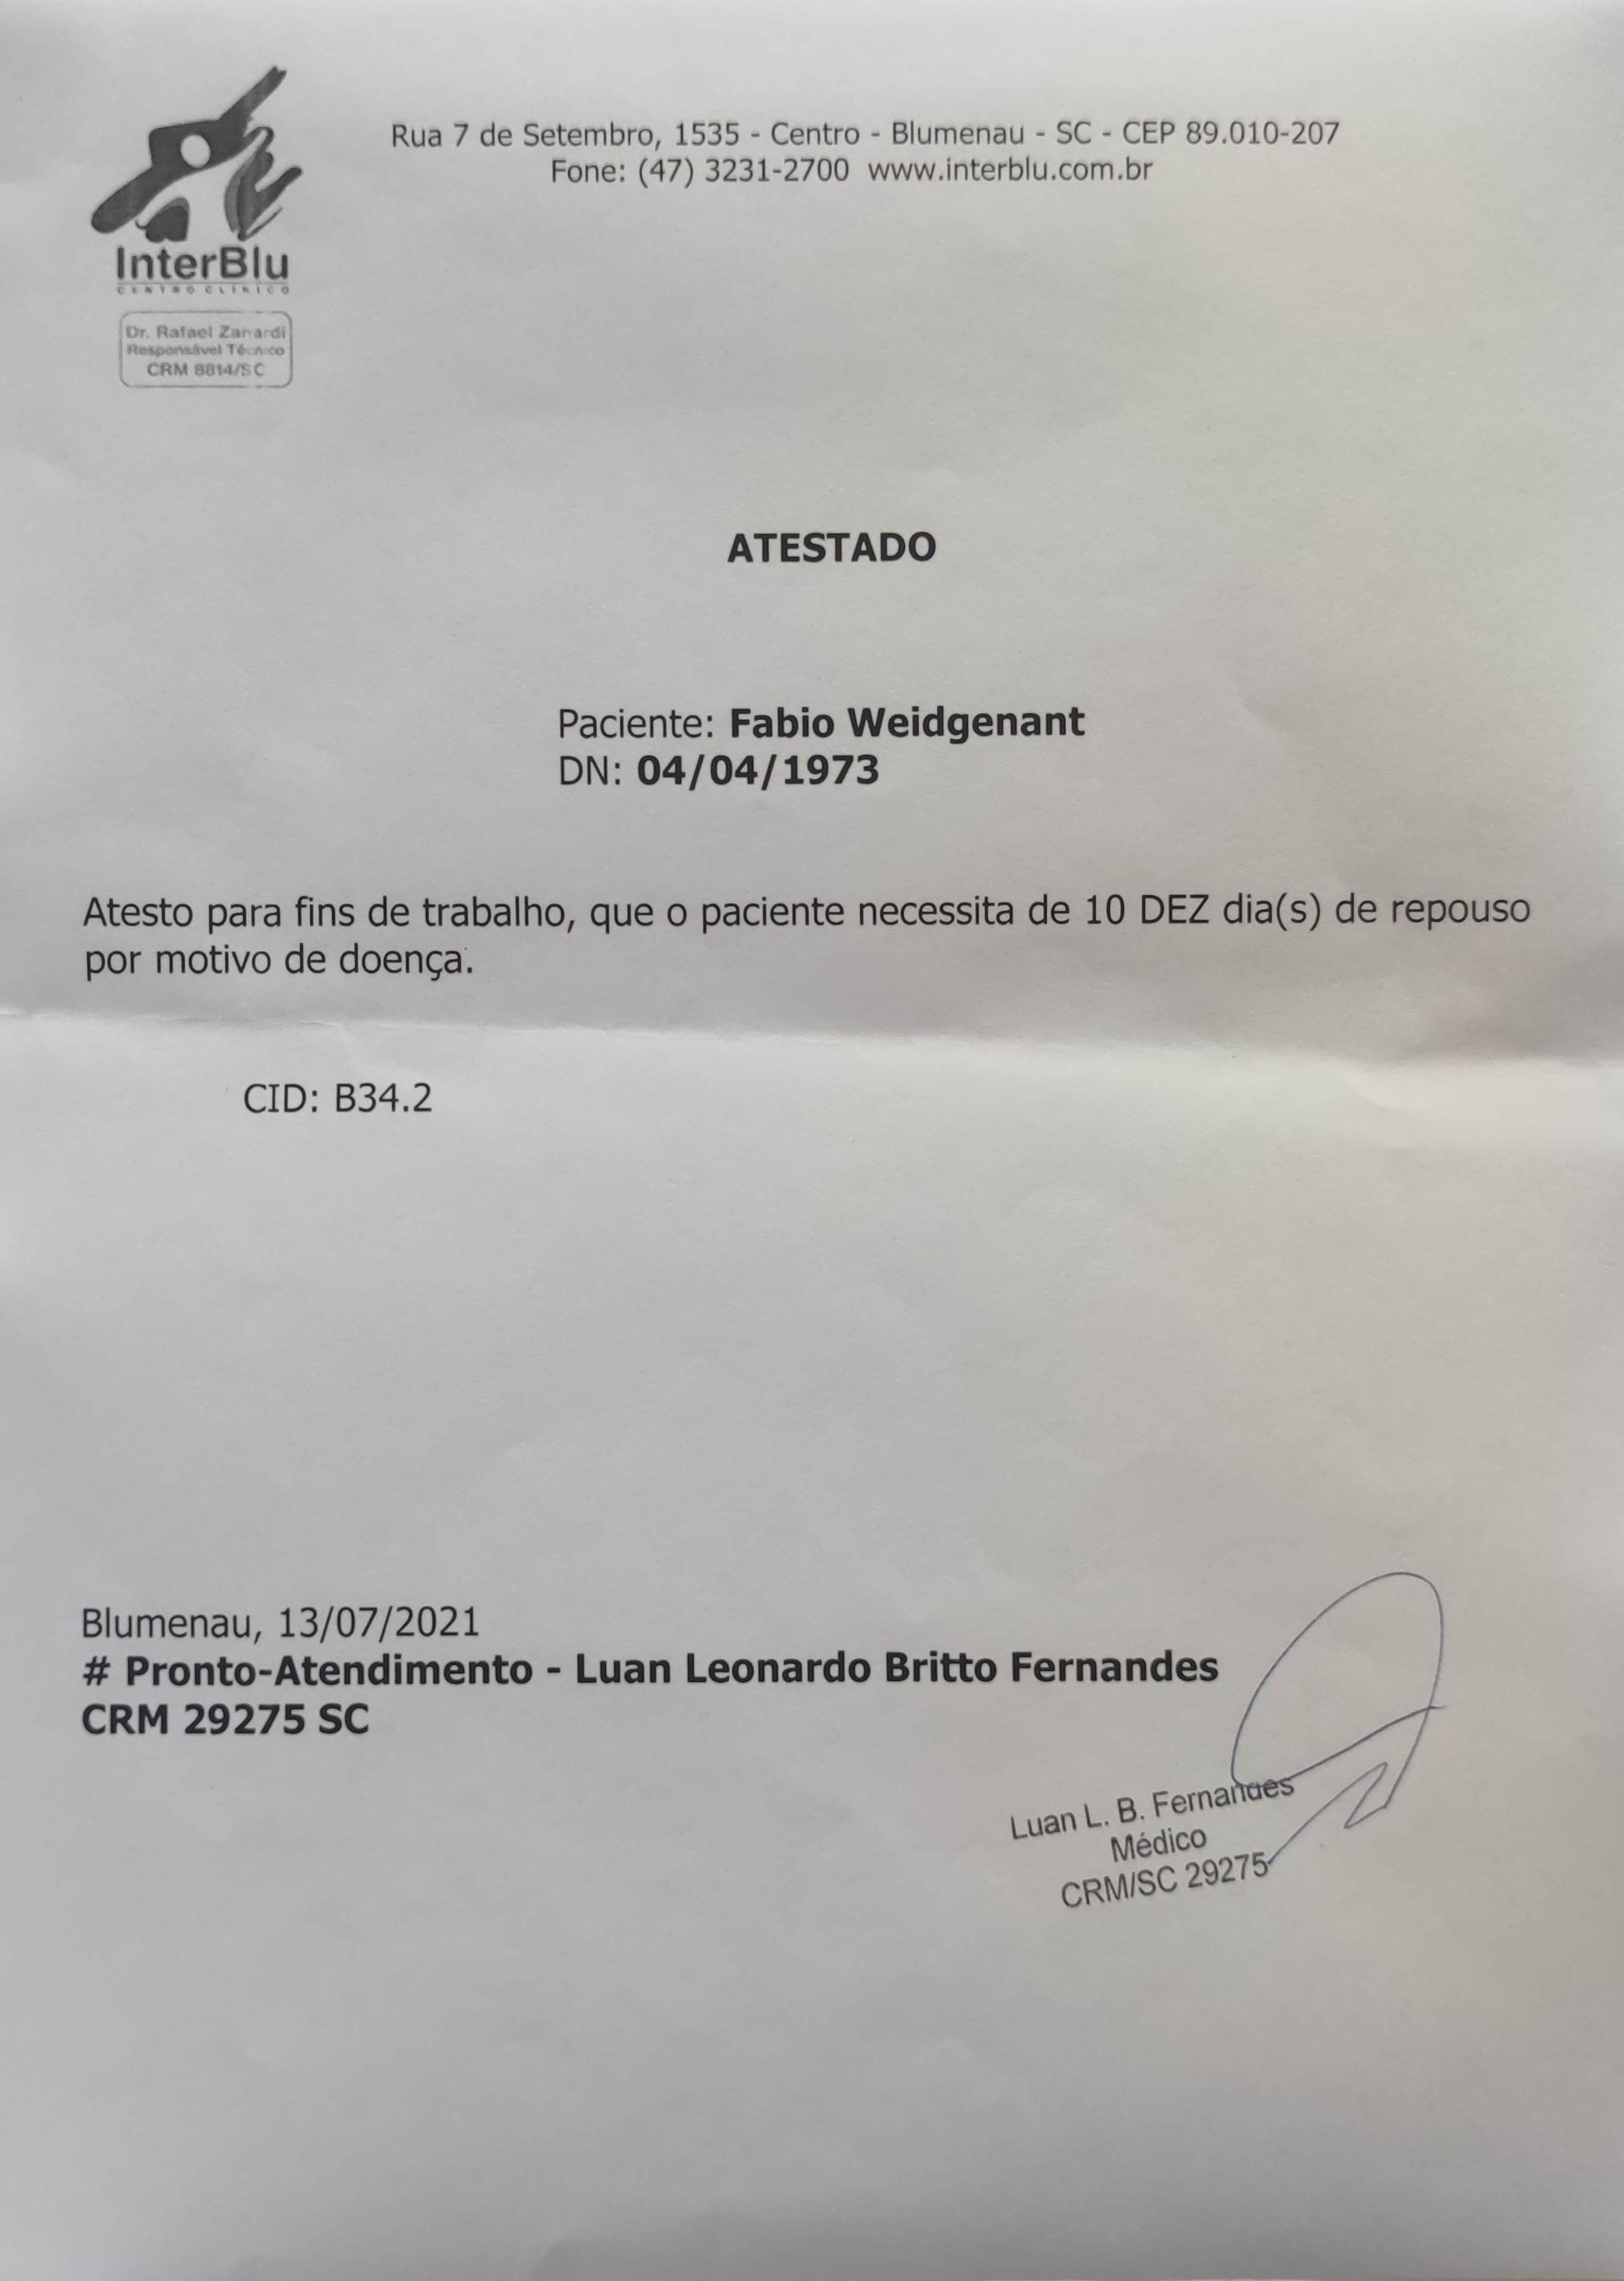 Rua 7 de Setembro, 1535 - Centro - Blumenau - SC - CEP 89.010-207
Fone: (47) 3231-2700 www.interblu.com.br
InterBlu
CENTRO CLÍNICO
Dr. Rafael Zanardi
Responsável Técnico
CRM 8814/SC
ATESTADO
Paciente: Fabio Weidgenant
DN: 04/04/1973
Atesto para fins de trabalho, que o paciente necessita de 10 DEZ dia(s) de repouso
por motivo de doença.
CID: B34.2
Blumenau, 13/07/2021
# Pronto-Atendimento - Luan Leonardo Britto Fernandes
CRM 29275 SC
Luan L. B. Fernandes
Médico
CRM/SC 29275